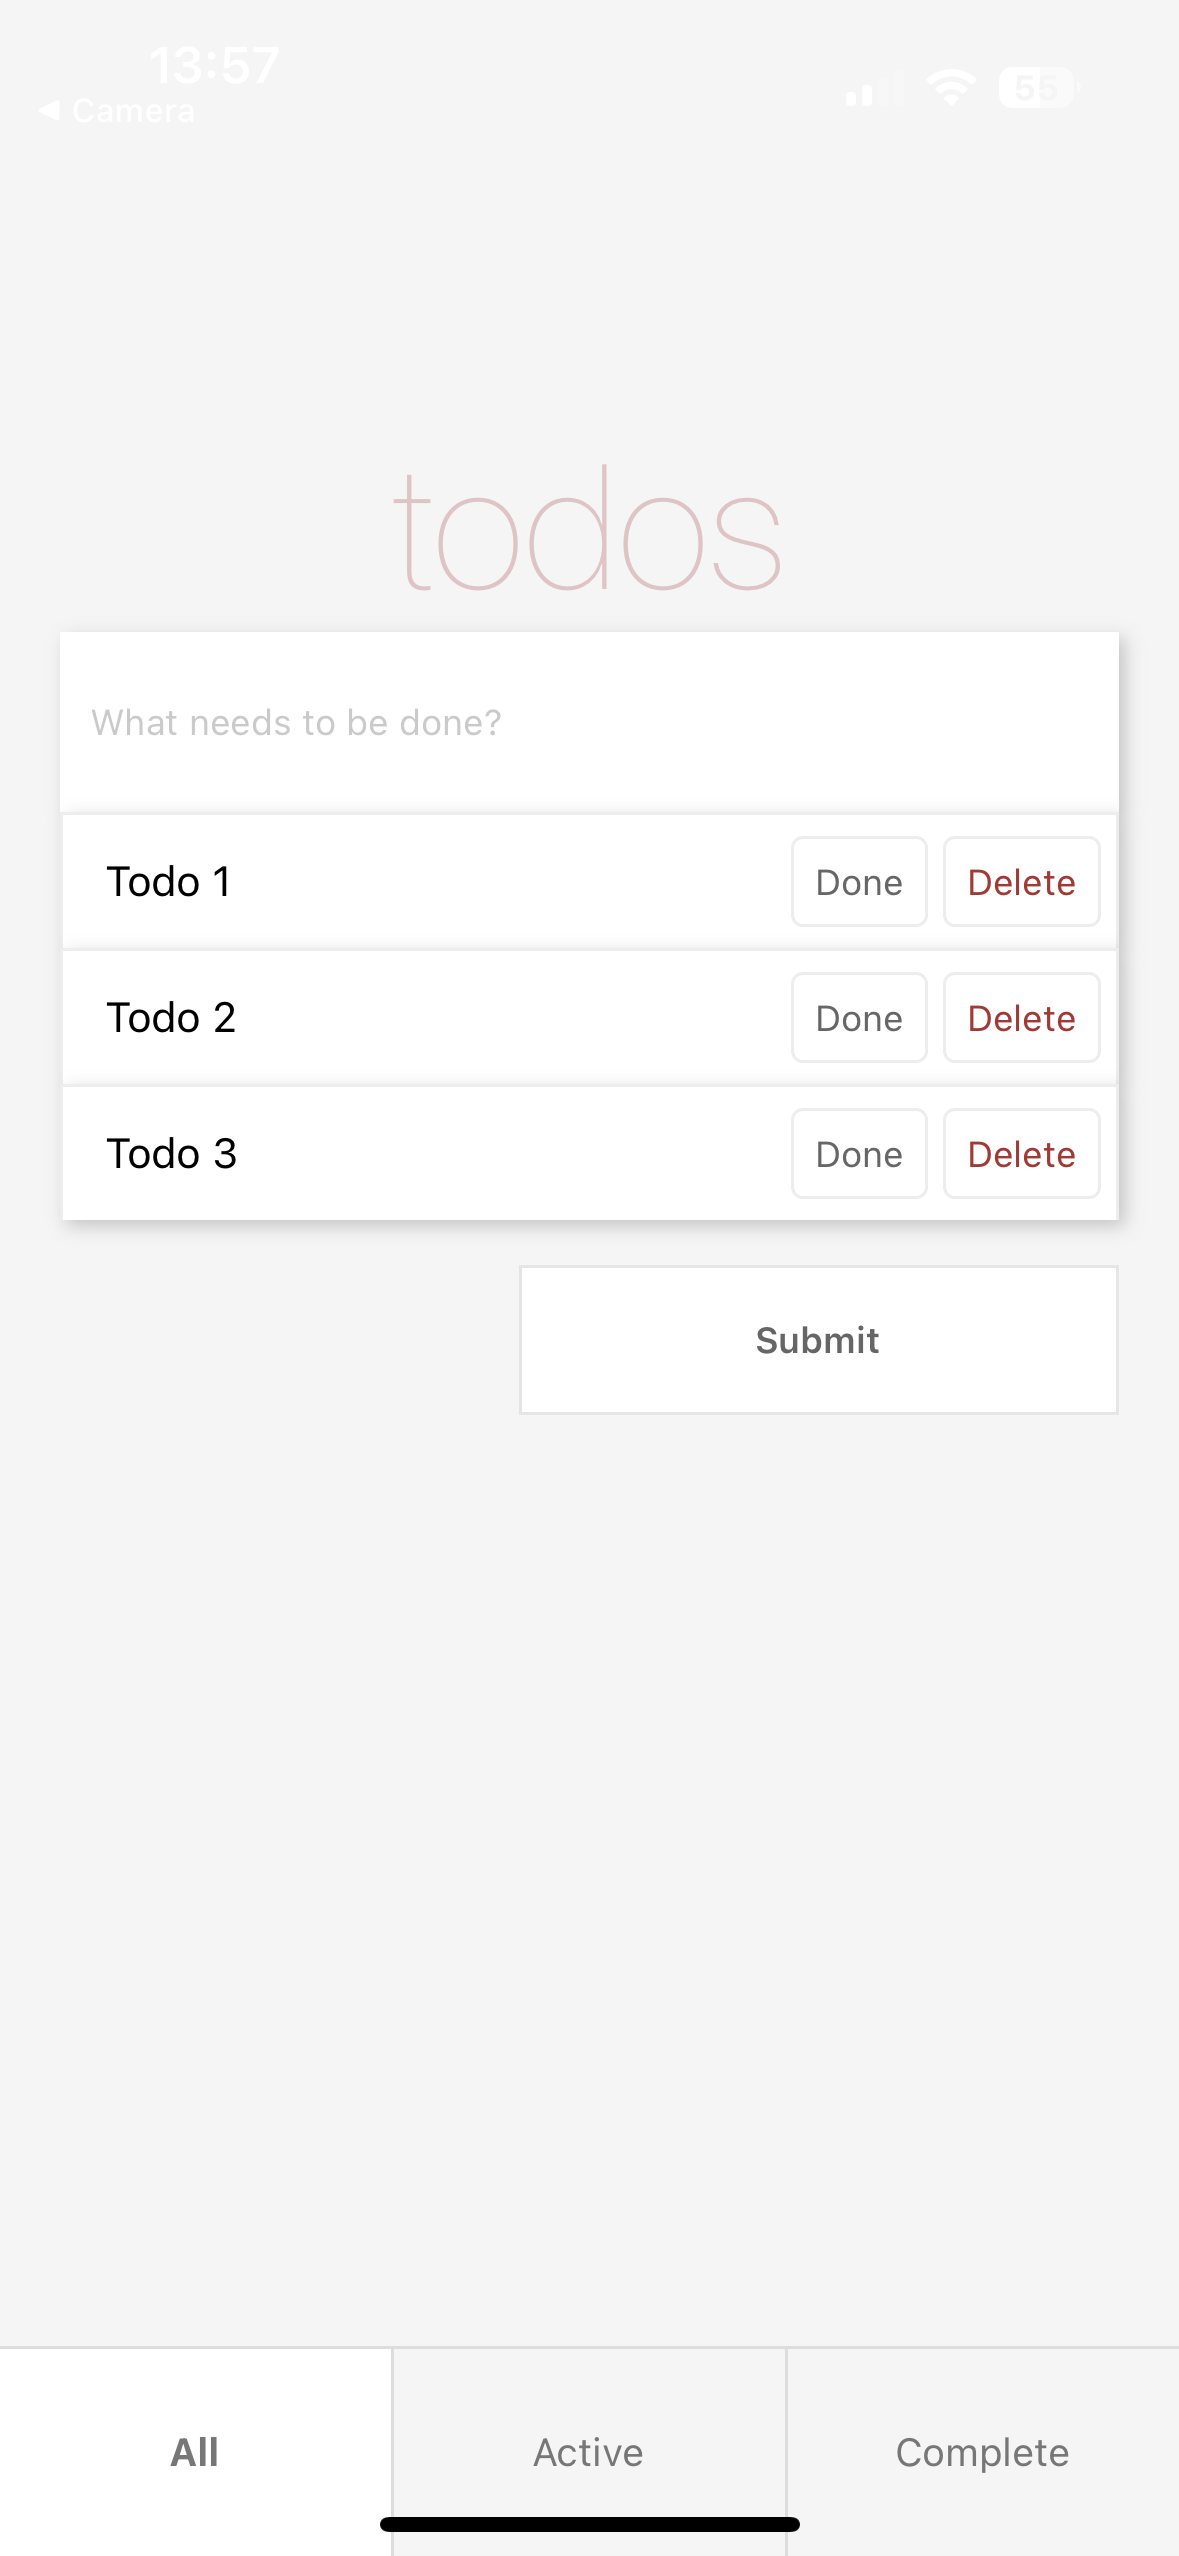 13:57
◀ Camera
55
todos
What needs to be done?
Todo 1 Done Delete
Todo 2 Done Delete
Todo 3 Done Delete
Submit
All Active Complete